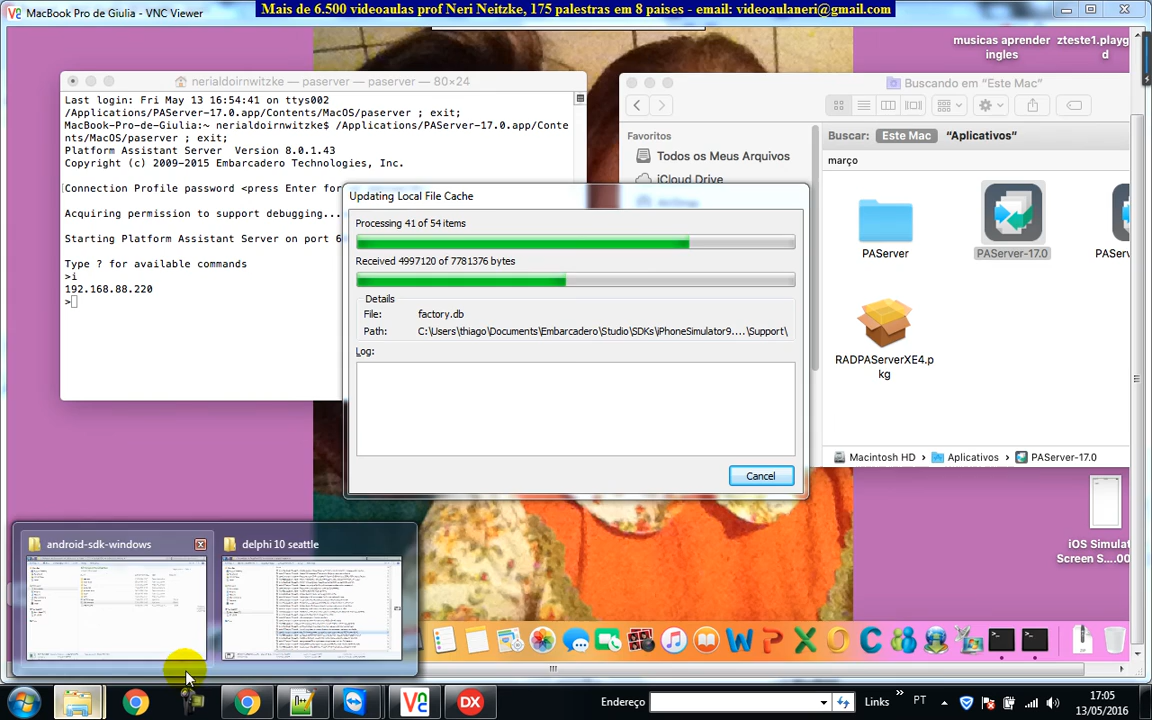 MacBook Pro de Giulia - VNC Viewer
Mais de 6.500 videoaulas prof Neri Neitzke, 175 palestras em 8 paises - email: videoaulaneri@gmail.com
musicas aprender ingles
zteste1.playg
d
nerialdoirnwitzke — paserver — paserver — 80×24
Last login: Fri May 13 16:54:41 on ttys002
/Applications/PAServer-17.0.app/Contents/MacOS/paserver ; exit;
MacBook-Pro-de-Giulia:~ nerialdoirnwitzke$ /Applications/PAServer-17.0.app/Conte
nts/MacOS/paserver ; exit;
Platform Assistant Server  Version 8.0.1.43
Copyright (c) 2009-2015 Embarcadero Technologies, Inc.
Connection Profile password <press Enter for
Acquiring permission to support debugging...
Starting Platform Assistant Server on port 6
Type ? for available commands
>i
192.168.88.220
>
Buscando em “Este Mac”
Favoritos
Todos os Meus Arquivos
iCloud Drive
Buscar:
Este Mac
“Aplicativos”
março
PAServer
PAServer-17.0
PAServ
RADPAServerXE4.p
kg
Macintosh HD
Aplicativos
PAServer-17.0
Updating Local File Cache
Processing 41 of 54 items
Received 4997120 of 7781376 bytes
Details
File: factory.db
Path: C:\Users\thiago\Documents\Embarcadero\Studio\SDKs\iPhoneSimulator9....\Support\
Log:
Cancel
iOS Simulat
Screen S....00
android-sdk-windows
delphi 10 seattle
Endereço
Links
»
PT
17:05
13/05/2016